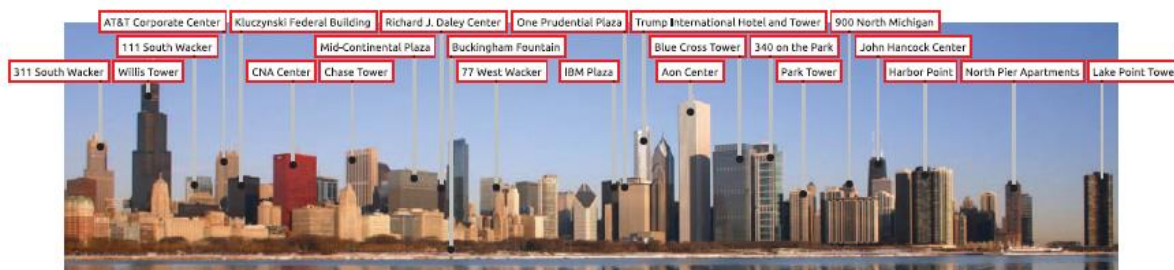 AT&T Corporate Center Kluczynski Federal Building Richard J. Daley Center One Prudential Plaza Trump International Hotel and Tower 900 North Michigan
111 South Wacker Mid-Continental Plaza Buckingham Fountain Blue Cross Tower 340 on the Park John Hancock Center
311 South Wacker Willis Tower CNA Center Chase Tower 77 West Wacker IBM Plaza Aon Center Park Tower Harbor Point North Pier Apartments Lake Point Towe